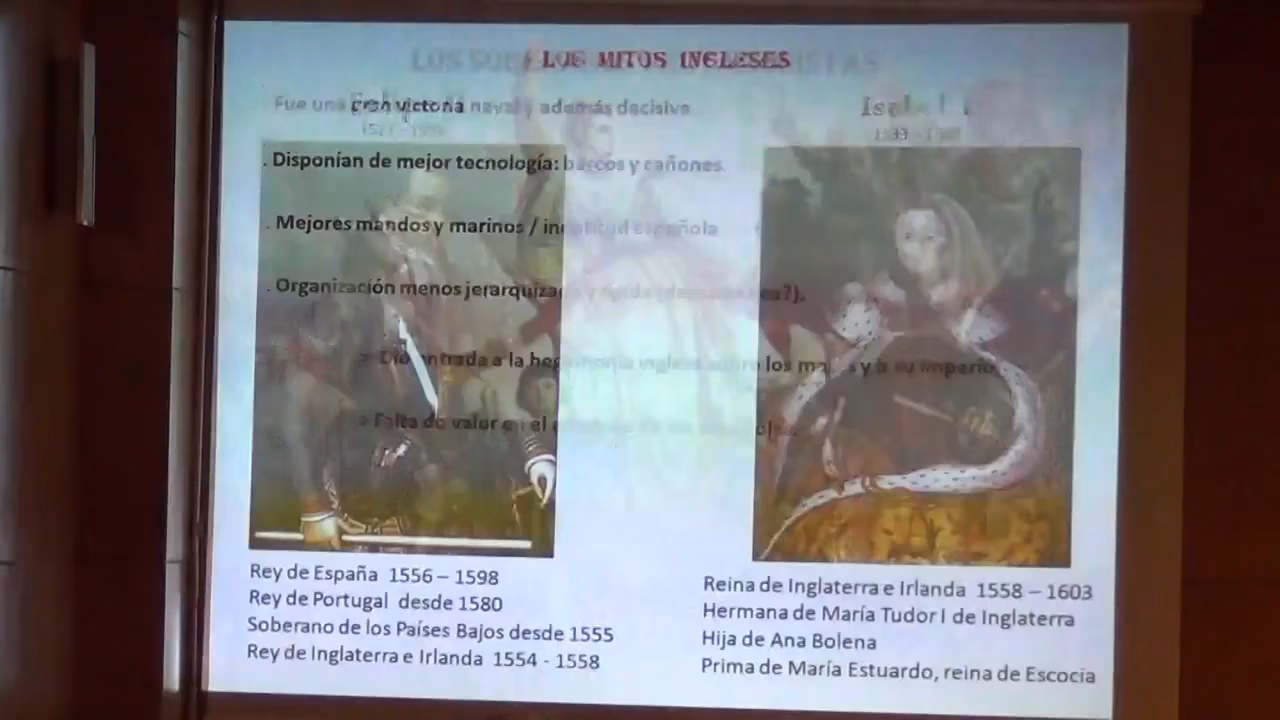 LOS MITOS INGLESES
Fue una gran victoria naval y además decisiva
Isabel I
. Disponían de mejor tecnología: barcos y cañones.
. Mejores mandos y marinos / ineptitud española
. Organización menos jerarquizada y
> Dio entrada a la hegemonía inglesa sobre los mares y a su imperio
> Falta de valor en el
Rey de España 1556 – 1598
Rey de Portugal desde 1580
Soberano de los Países Bajos desde 1555
Rey de Inglaterra e Irlanda 1554 - 1558
Reina de Inglaterra e Irlanda 1558 – 1603
Hermana de María Tudor I de Inglaterra
Hija de Ana Bolena
Prima de María Estuardo, reina de Escocia